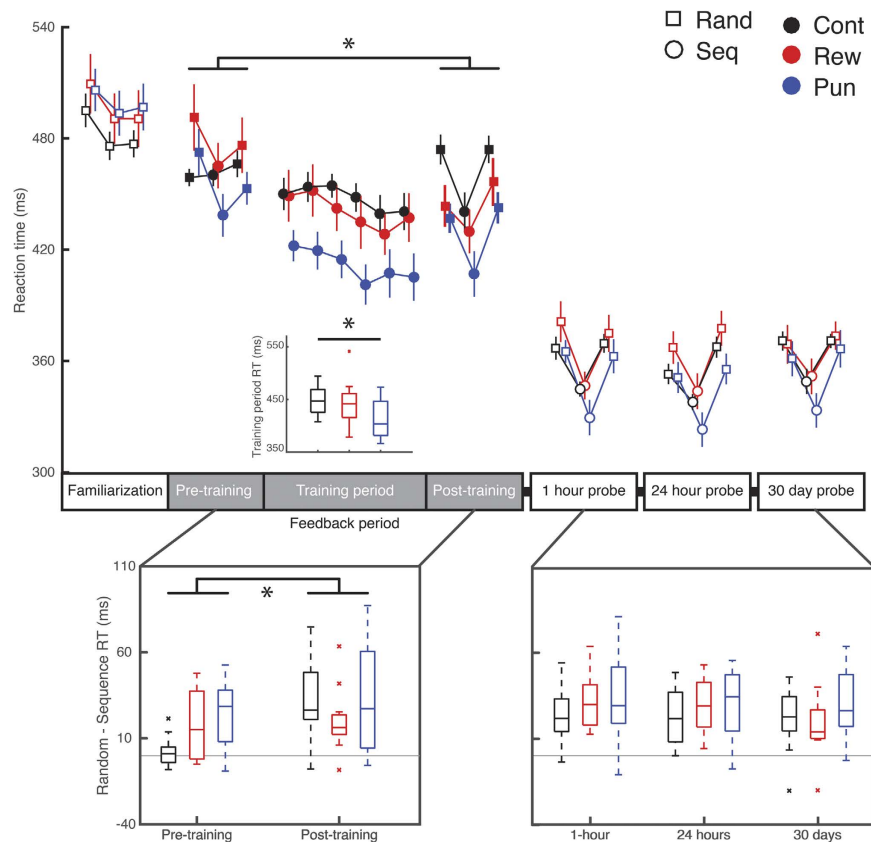 540
480
420
360
300
Reaction time (ms)
Rand
Seq
Cont
Rew
Pun
*
*
550
450
350
Training period RT (ms)
Familiarization
Pre-training
Training period
Post-training
1 hour probe
24 hour probe
30 day probe
Feedback period
110
60
10
-40
Random - Sequence RT (ms)
*
Pre-training
Post-training
1-hour
24 hours
30 days